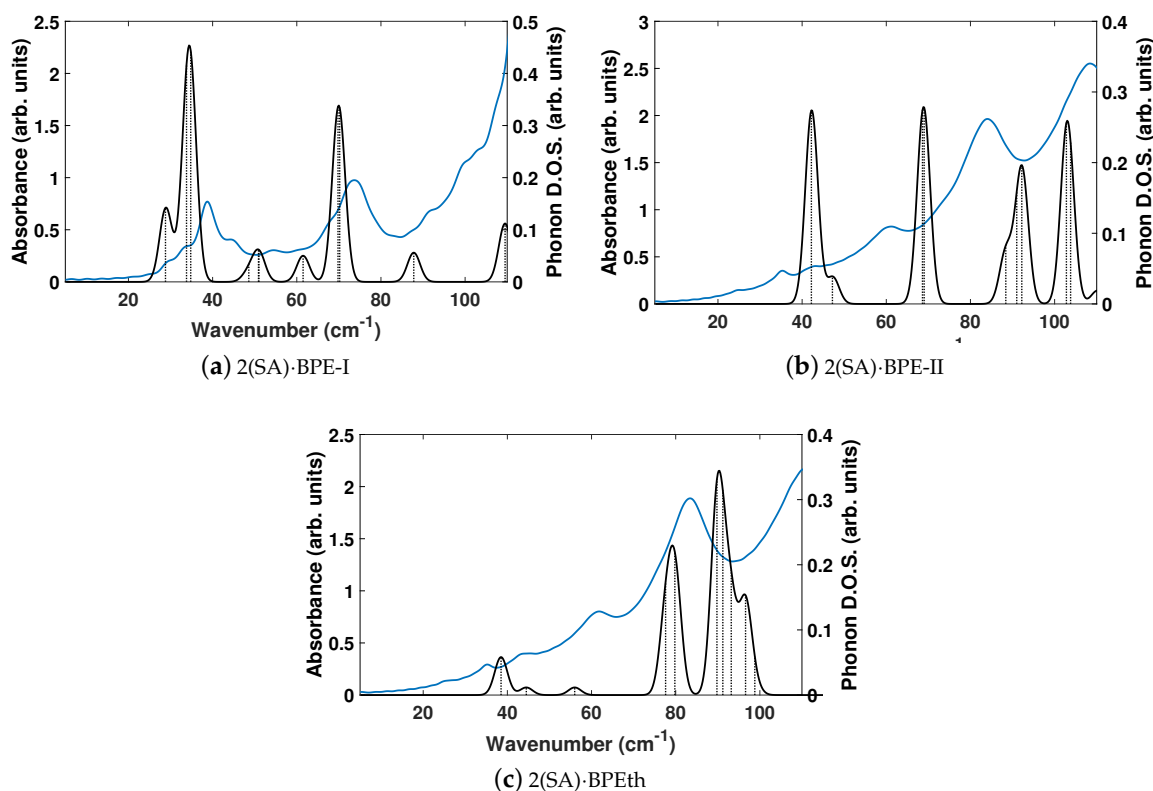 2.5
2
1.5
1
0.5
0
Absorbance (arb. units)
0.5
0.4
0.3
0.2
0.1
0
Phonon D.O.S. (arb. units)
20 40 60 80 100
Wavenumber (cm-1)
(a) 2(SA)·BPE-I
3
2.5
2
1.5
1
0.5
0
Absorbance (arb. units)
0.4
0.3
0.2
0.1
0
Phonon D.O.S. (arb. units)
20 40 60 80 100
(b) 2(SA)·BPE-II
2.5
2
1.5
1
0.5
0
Absorbance (arb. units)
0.4
0.3
0.2
0.1
0
Phonon D.O.S. (arb. units)
20 40 60 80 100
Wavenumber (cm-1)
(c) 2(SA)·BPEth